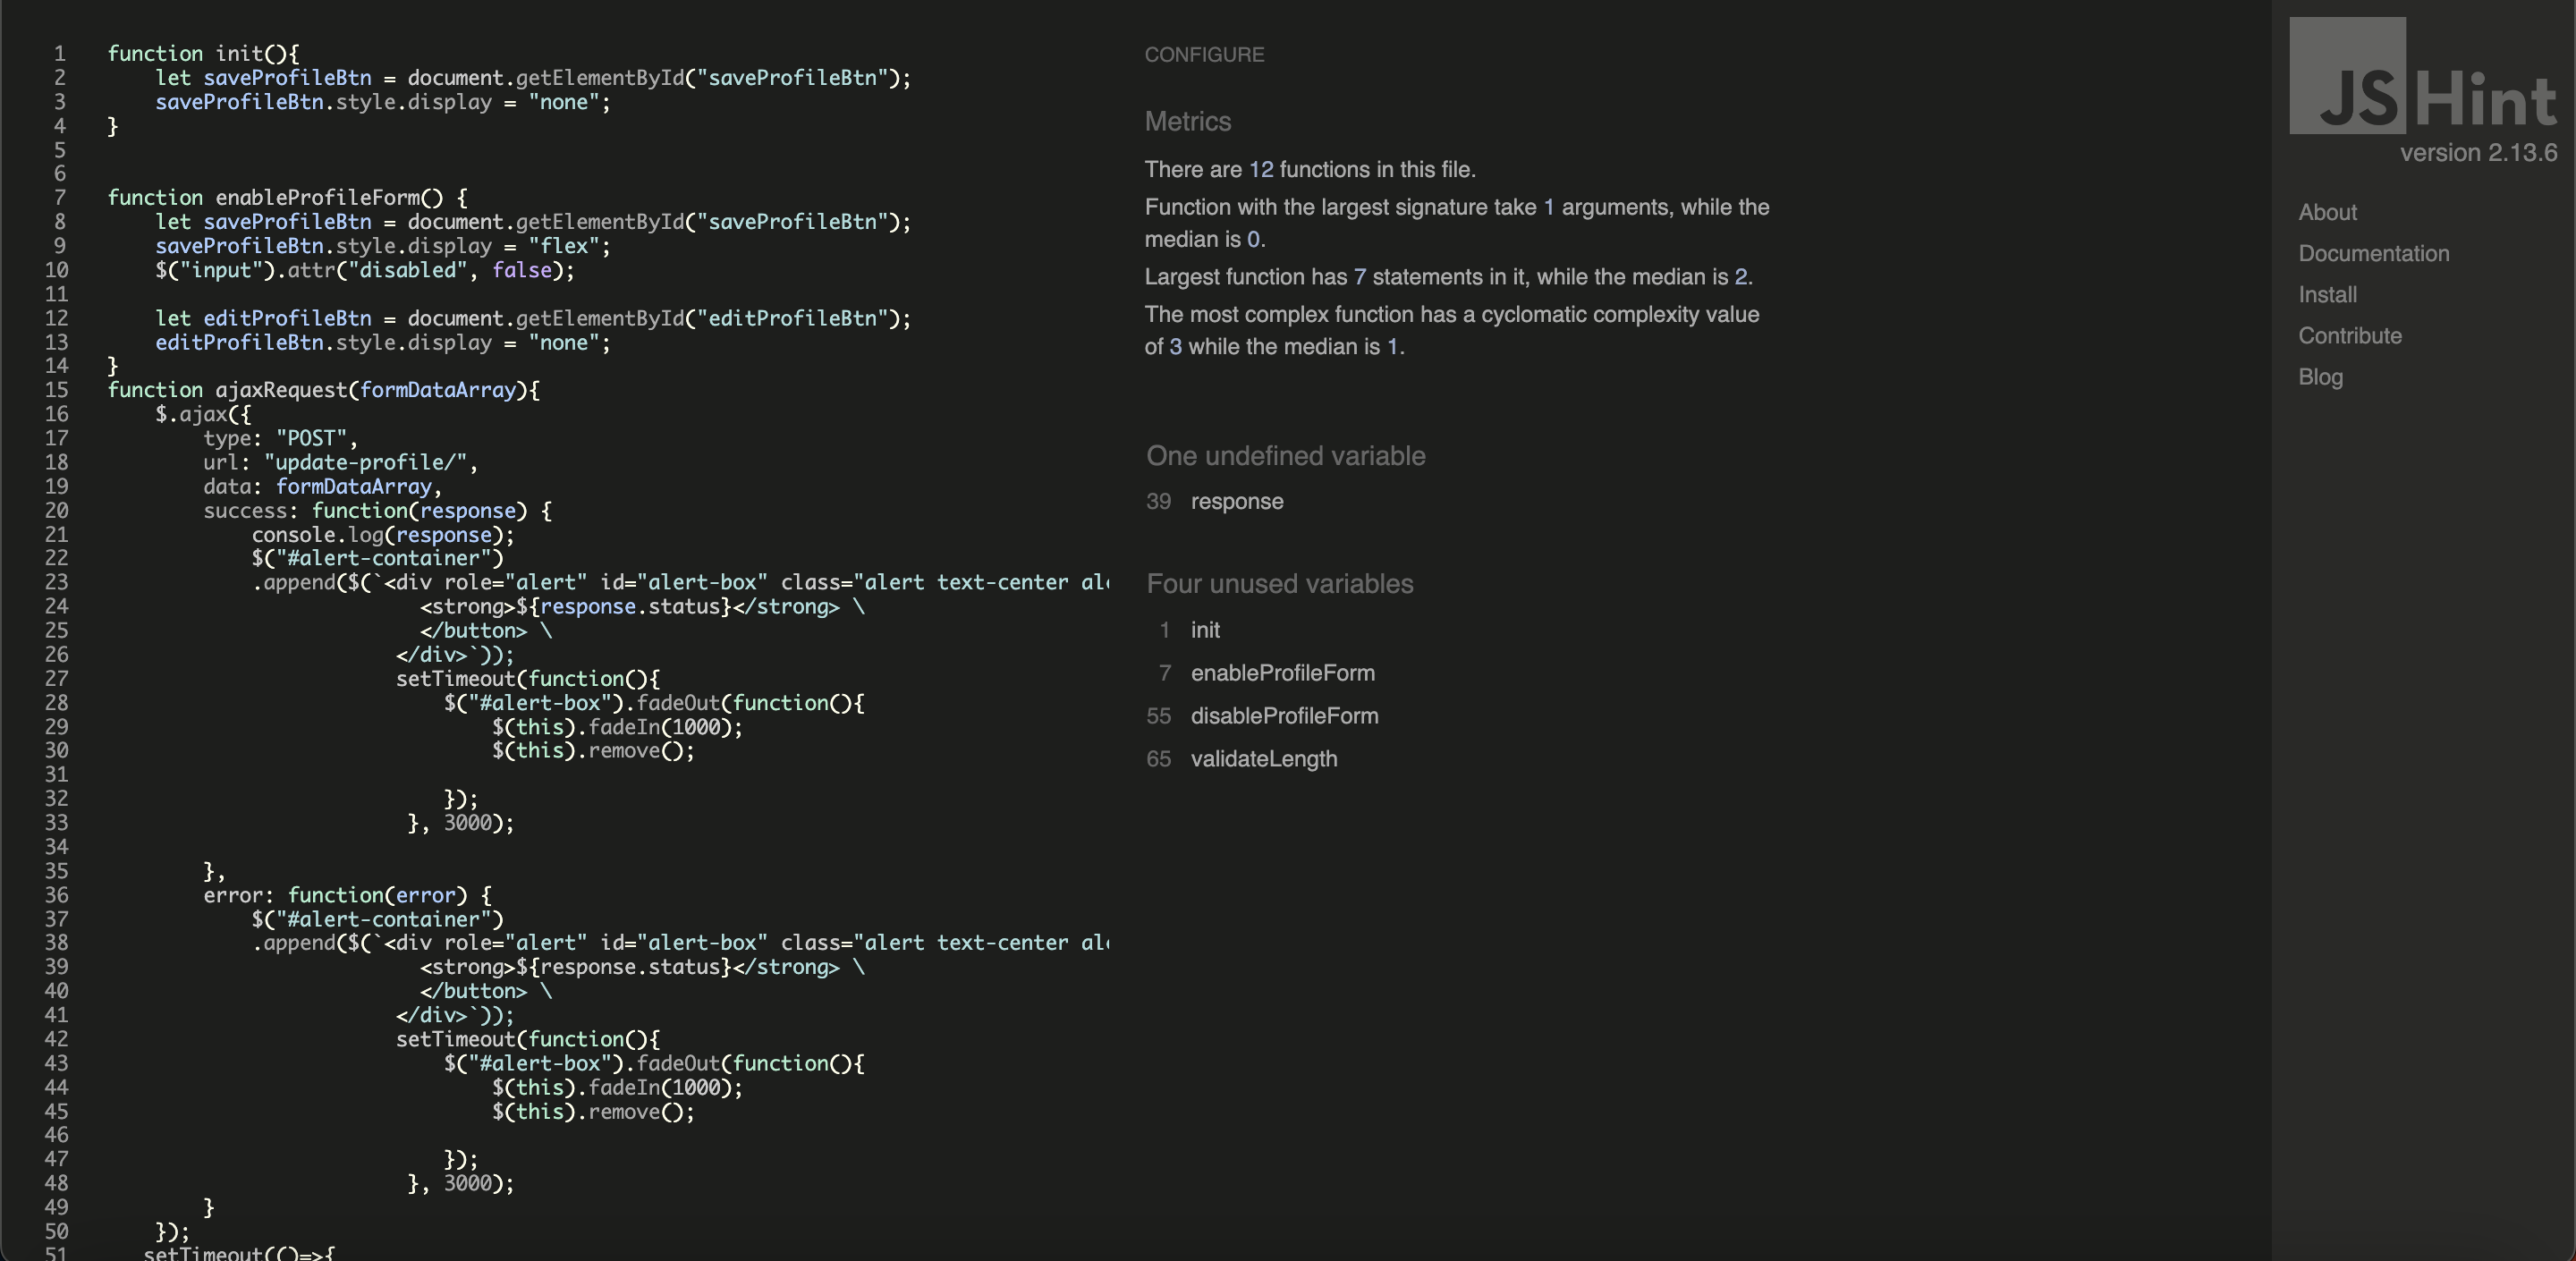 1 function init(){
2 let saveProfileBtn = document.getElementById("saveProfileBtn");
3 saveProfileBtn.style.display = "none";
4 }
5
6
7 function enableProfileForm() {
8 let saveProfileBtn = document.getElementById("saveProfileBtn");
9 saveProfileBtn.style.display = "flex";
10 $("input").attr("disabled", false);
11
12 let editProfileBtn = document.getElementById("editProfileBtn");
13 editProfileBtn.style.display = "none";
14 }
15 function ajaxRequest(formDataArray){
16 $.ajax({
17 type: "POST",
18 url: "update-profile/",
19 data: formDataArray,
20 success: function(response) {
21 console.log(response);
22 $("#alert-container")
23 .append($(`<div role="alert" id="alert-box" class="alert text-center al
24 <strong>${response.status}</strong> \
25 </button> \
26 </div>`));
27 setTimeout(function(){
28 $("#alert-box").fadeOut(function(){
29 $(this).fadeIn(1000);
30 $(this).remove();
31
32 });
33 }, 3000);
34
35 },
36 error: function(error) {
37 $("#alert-container")
38 .append($(`<div role="alert" id="alert-box" class="alert text-center al
39 <strong>${response.status}</strong> \
40 </button> \
41 </div>`));
42 setTimeout(function(){
43 $("#alert-box").fadeOut(function(){
44 $(this).fadeIn(1000);
45 $(this).remove();
46
47 });
48 }, 3000);
49 }
50 });
51 setTimeout(()=>{
CONFIGURE
Metrics
There are 12 functions in this file.
Function with the largest signature take 1 arguments, while the
median is 0.
Largest function has 7 statements in it, while the median is 2.
The most complex function has a cyclomatic complexity value
of 3 while the median is 1.
One undefined variable
39 response
Four unused variables
1 init
7 enableProfileForm
55 disableProfileForm
65 validateLength
JSHint
version 2.13.6
About
Documentation
Install
Contribute
Blog